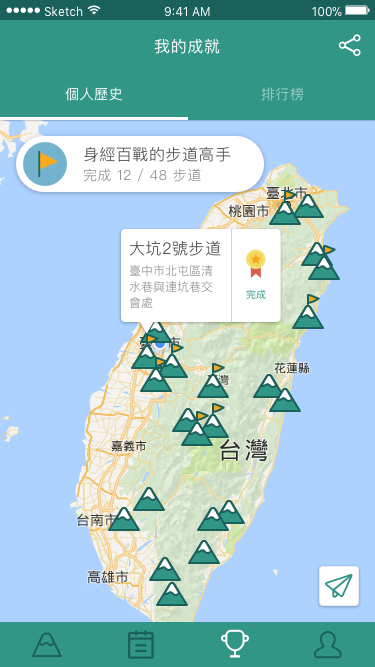 Sketch 9:41 AM 100%
我的成就
個人歷史 排行榜
身經百戰的步道高手
完成 12 / 48 步道
臺北市
桃園市
大坑2號步道
臺中市北屯區清
水巷與連坑巷交
會處
完成
花蓮縣
嘉義市
台灣
台南市
高雄市